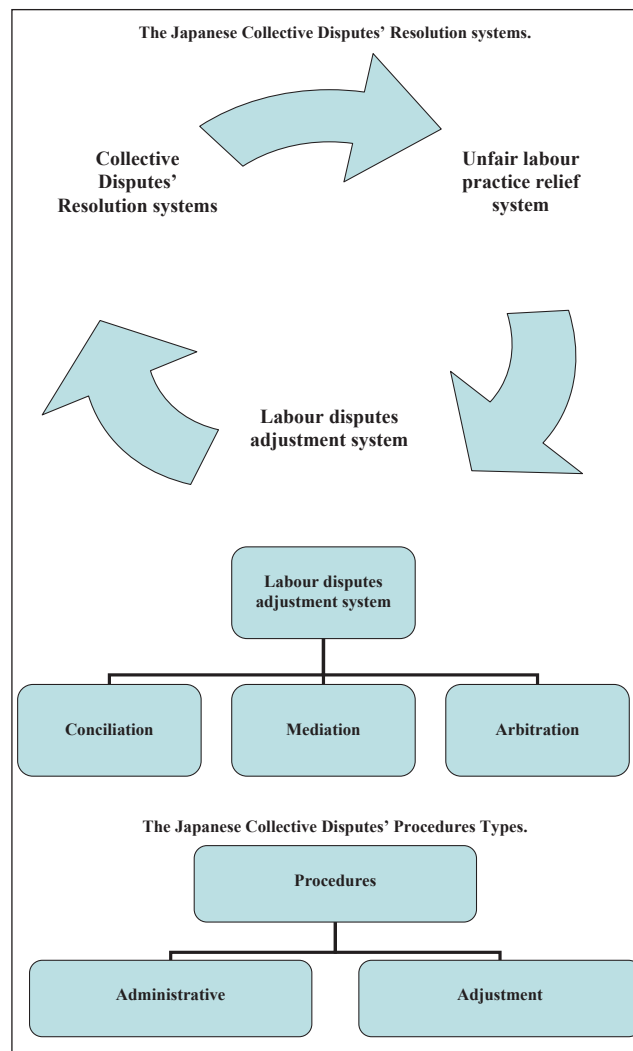 The Japanese Collective Disputes’ Resolution systems.
Collective
Disputes’
Resolution systems
Unfair labour
practice relief
system
Labour disputes
adjustment system
Labour disputes
adjustment system
Conciliation
Mediation
Arbitration
The Japanese Collective Disputes’ Procedures Types.
Procedures
Administrative
Adjustment